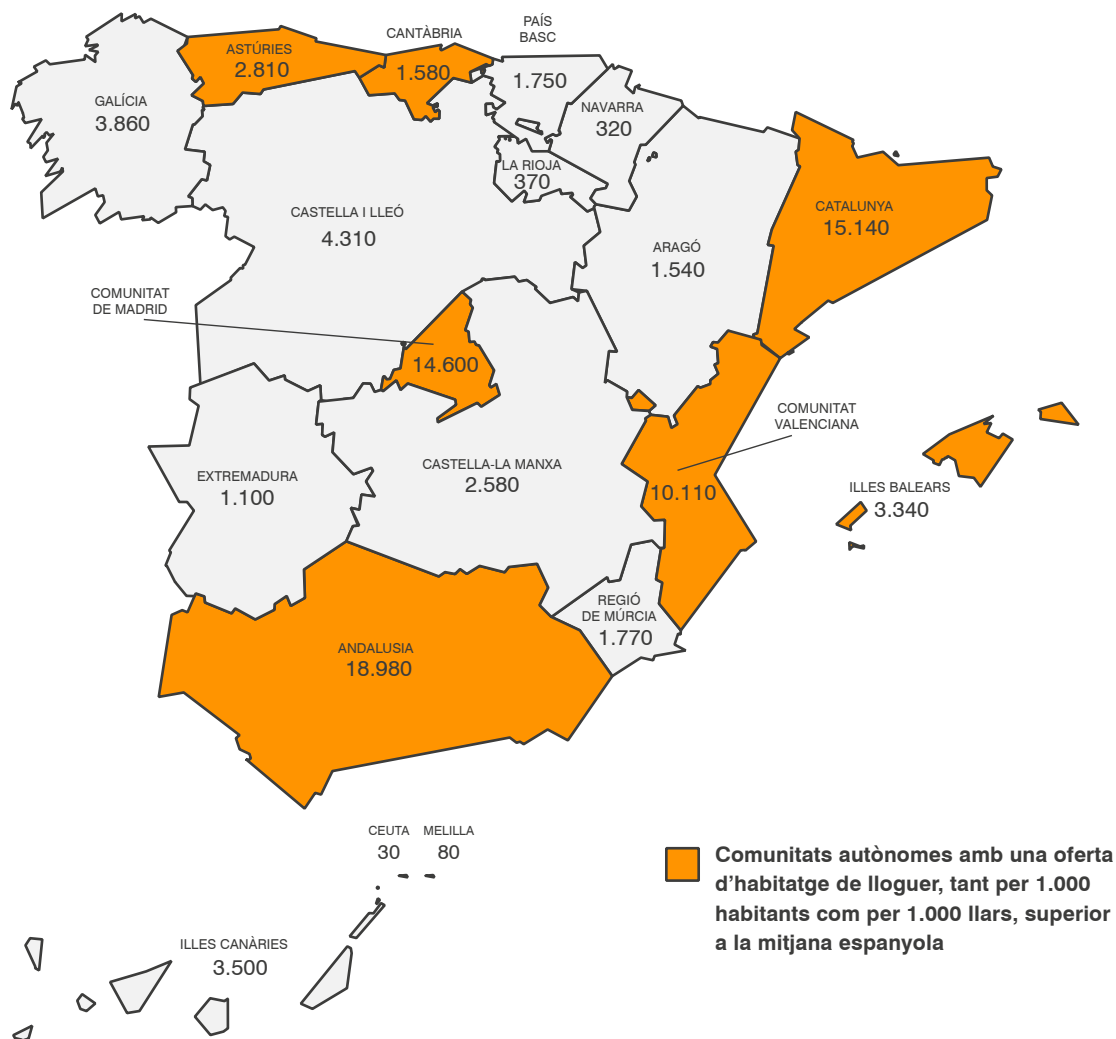 CANTÀBRIA
1.580
PAÍS
BASC
1.750
ASTÚRIES
2.810
GALÍCIA
3.860
NAVARRA
320
LA RIOJA
370
CASTELLA I LLEÓ
4.310
ARAGÓ
1.540
CATALUNYA
15.140
COMUNITAT
DE MADRID
14.600
COMUNITAT
VALENCIANA
10.110
EXTREMADURA
1.100
CASTELLA-LA MANXA
2.580
ILLES BALEARS
3.340
REGIÓ
DE MÚRCIA
1.770
ANDALUSIA
18.980
CEUTA
30
MELILLA
80
ILLES CANÀRIES
3.500
Comunitats autònomes amb una oferta
d’habitatge de lloguer, tant per 1.000
habitants com per 1.000 llars, superior
a la mitjana espanyola